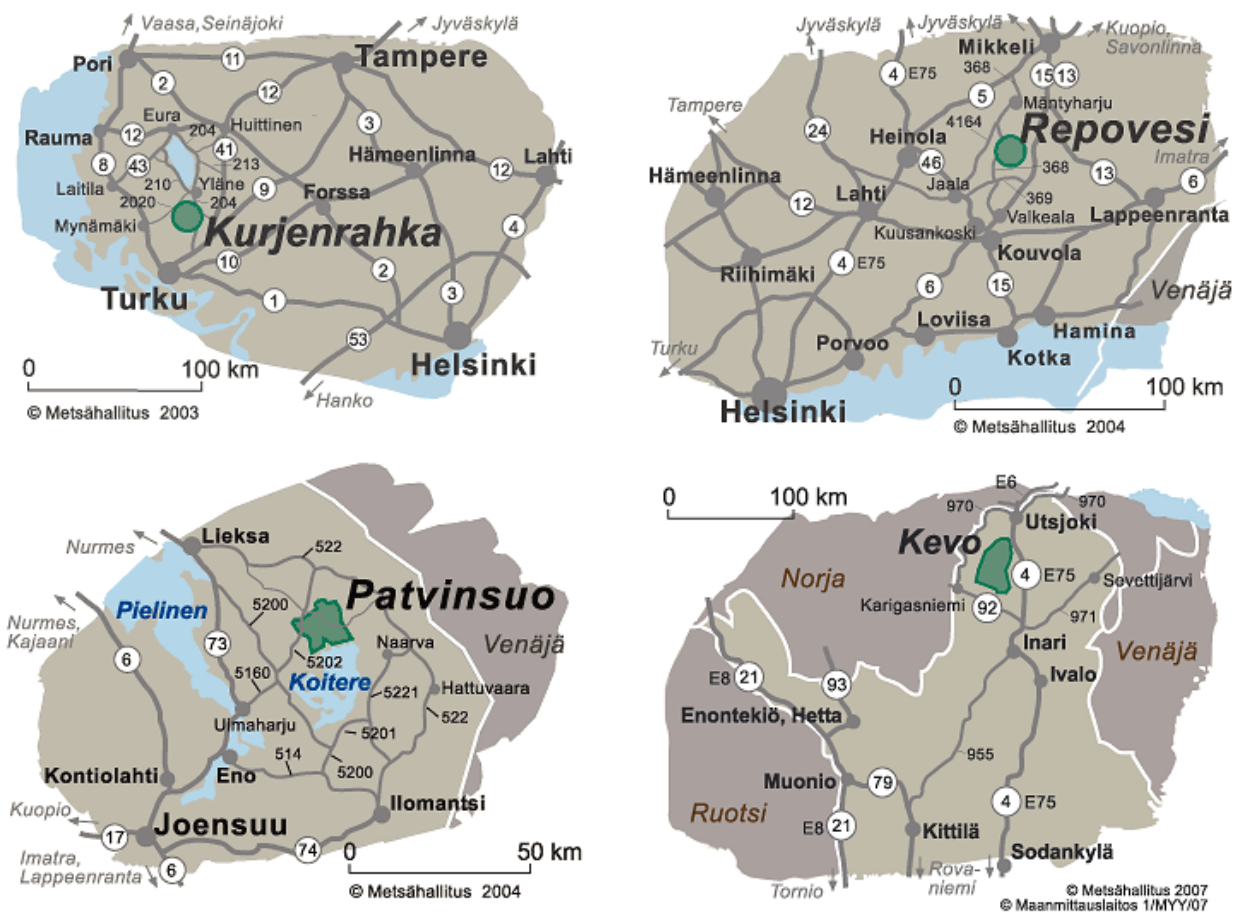 Vaasa, Seinäjoki
Jyväskylä
Pori
11
Tampere
2
12
3
Eura
204
Huittinen
Rauma
12
41
213
Hämeenlinna
Lahti
8
43
12
Laitila
210
Yläne
9
Forssa
2020
204
Mynämäki
Kurjenrahka
4
10
2
Turku
1
3
53
Helsinki
0
100 km
Hanko
© Metsähallitus 2003
Jyväskylä
Jyväskylä
Kuopio,
Savonlinna
Mikkeli
4
E75
368
15
13
5
Mäntyharju
Tampere
24
4164
Repovesi
Heinola
46
368
Imatra
Hämeenlinna
Jaala
13
6
12
Lahti
369
Valkeala
Lappeenranta
Kuusankoski
Kouvola
4
E75
Riihimäki
6
15
Venäjä
Loviisa
Hamina
Turku
Porvoo
Kotka
Helsinki
0
100 km
© Metsähallitus 2004
Nurmes
Lieksa
522
Patvinsuo
Pielinen
5200
Nurmes,
Kajaani
73
Naarva
Venäjä
6
5202
5160
Koitere
5221
Hattuvaara
Ulmaharju
522
5201
514
Eno
5200
Kontiolahti
Ilomantsi
Kuopio
Joensuu
17
74
0
50 km
Imatra,
Lappeenranta
6
© Metsähallitus 2004
E6
0
100 km
970
970
Utsjoki
Kevo
Norja
4
E75
Sevettijärvi
Karigasniemi
92
971
Inari
Venäjä
E8
21
93
Ivalo
Enontekiö, Hetta
955
Muonio
79
Ruotsi
4
E75
E8
21
Kittilä
Sodankylä
Tornio
Rova-
niemi
© Metsähallitus 2007
© Maanmittauslaitos 1/MYY/07